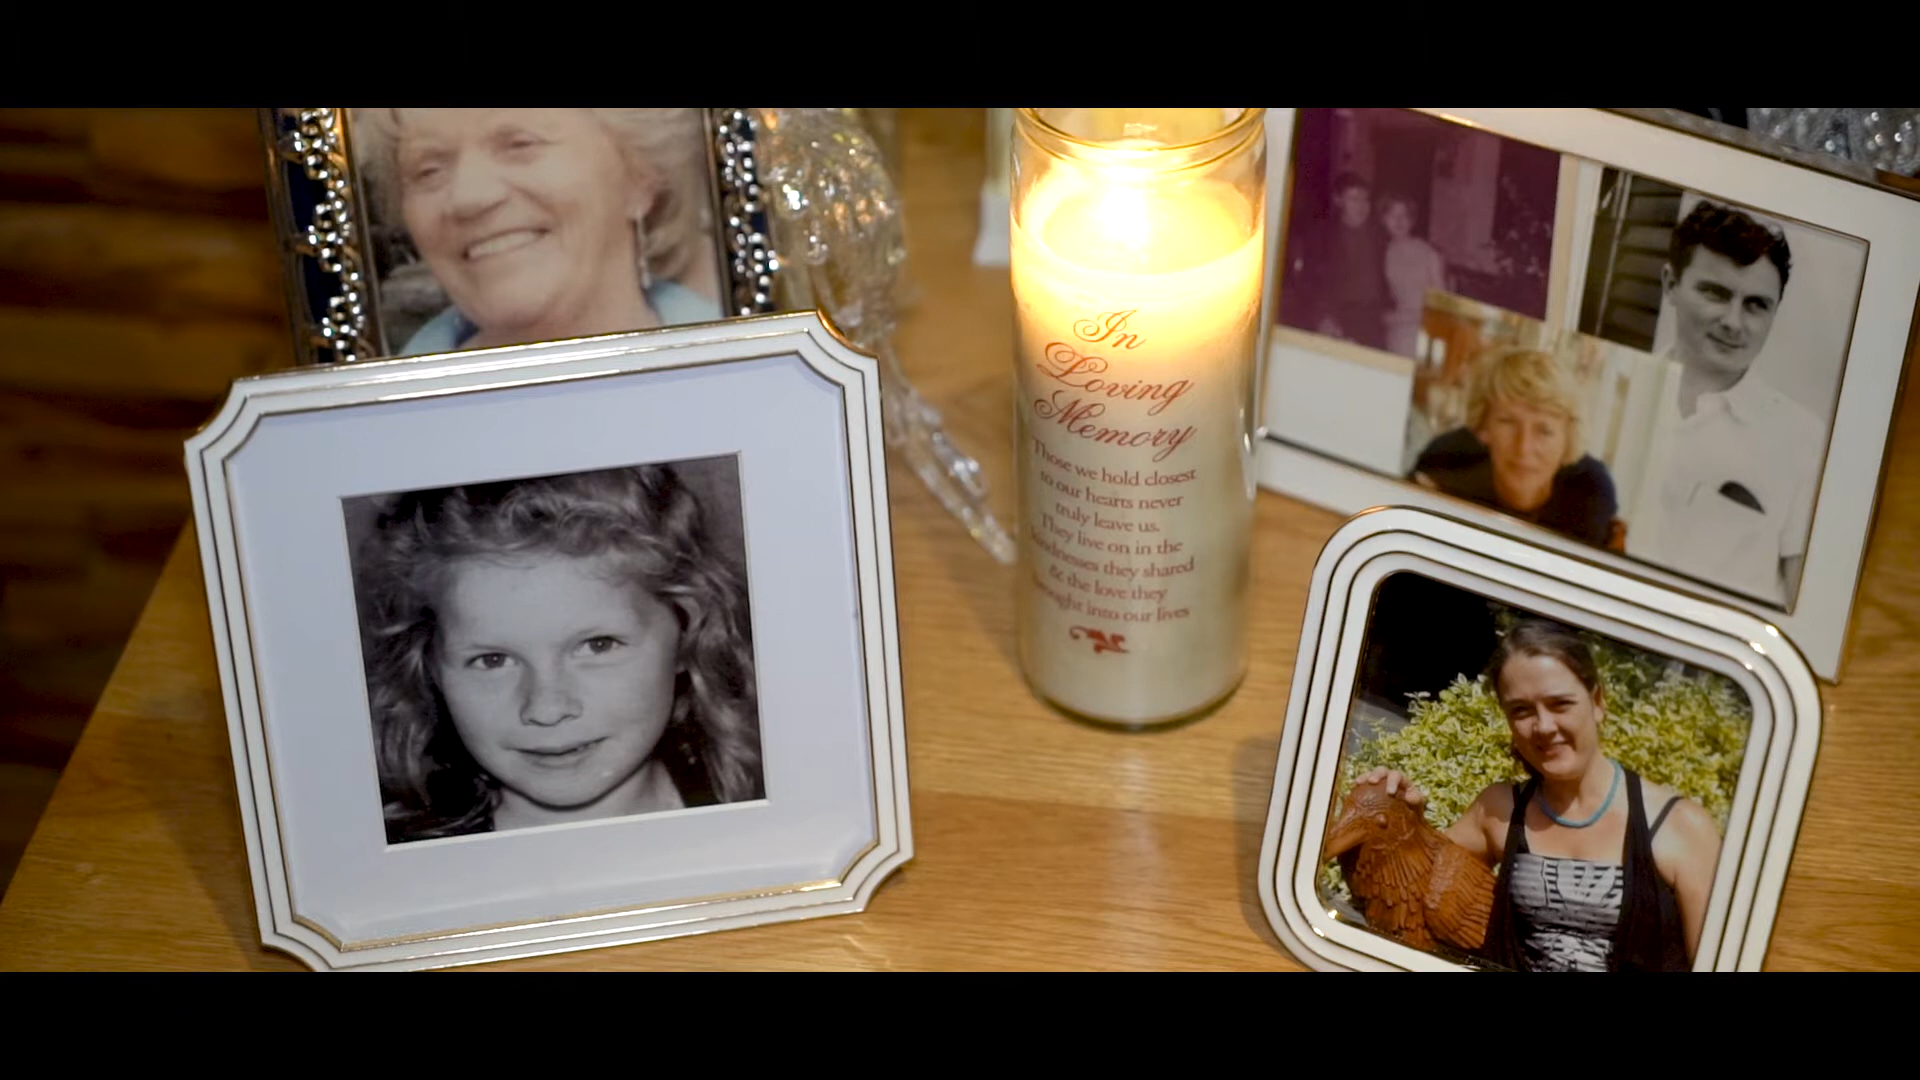 In
Loving
Memory
Those we hold closest
to our hearts never
truly leave us.
They live on in the
kindnesses they shared
& the love they
brought into our lives